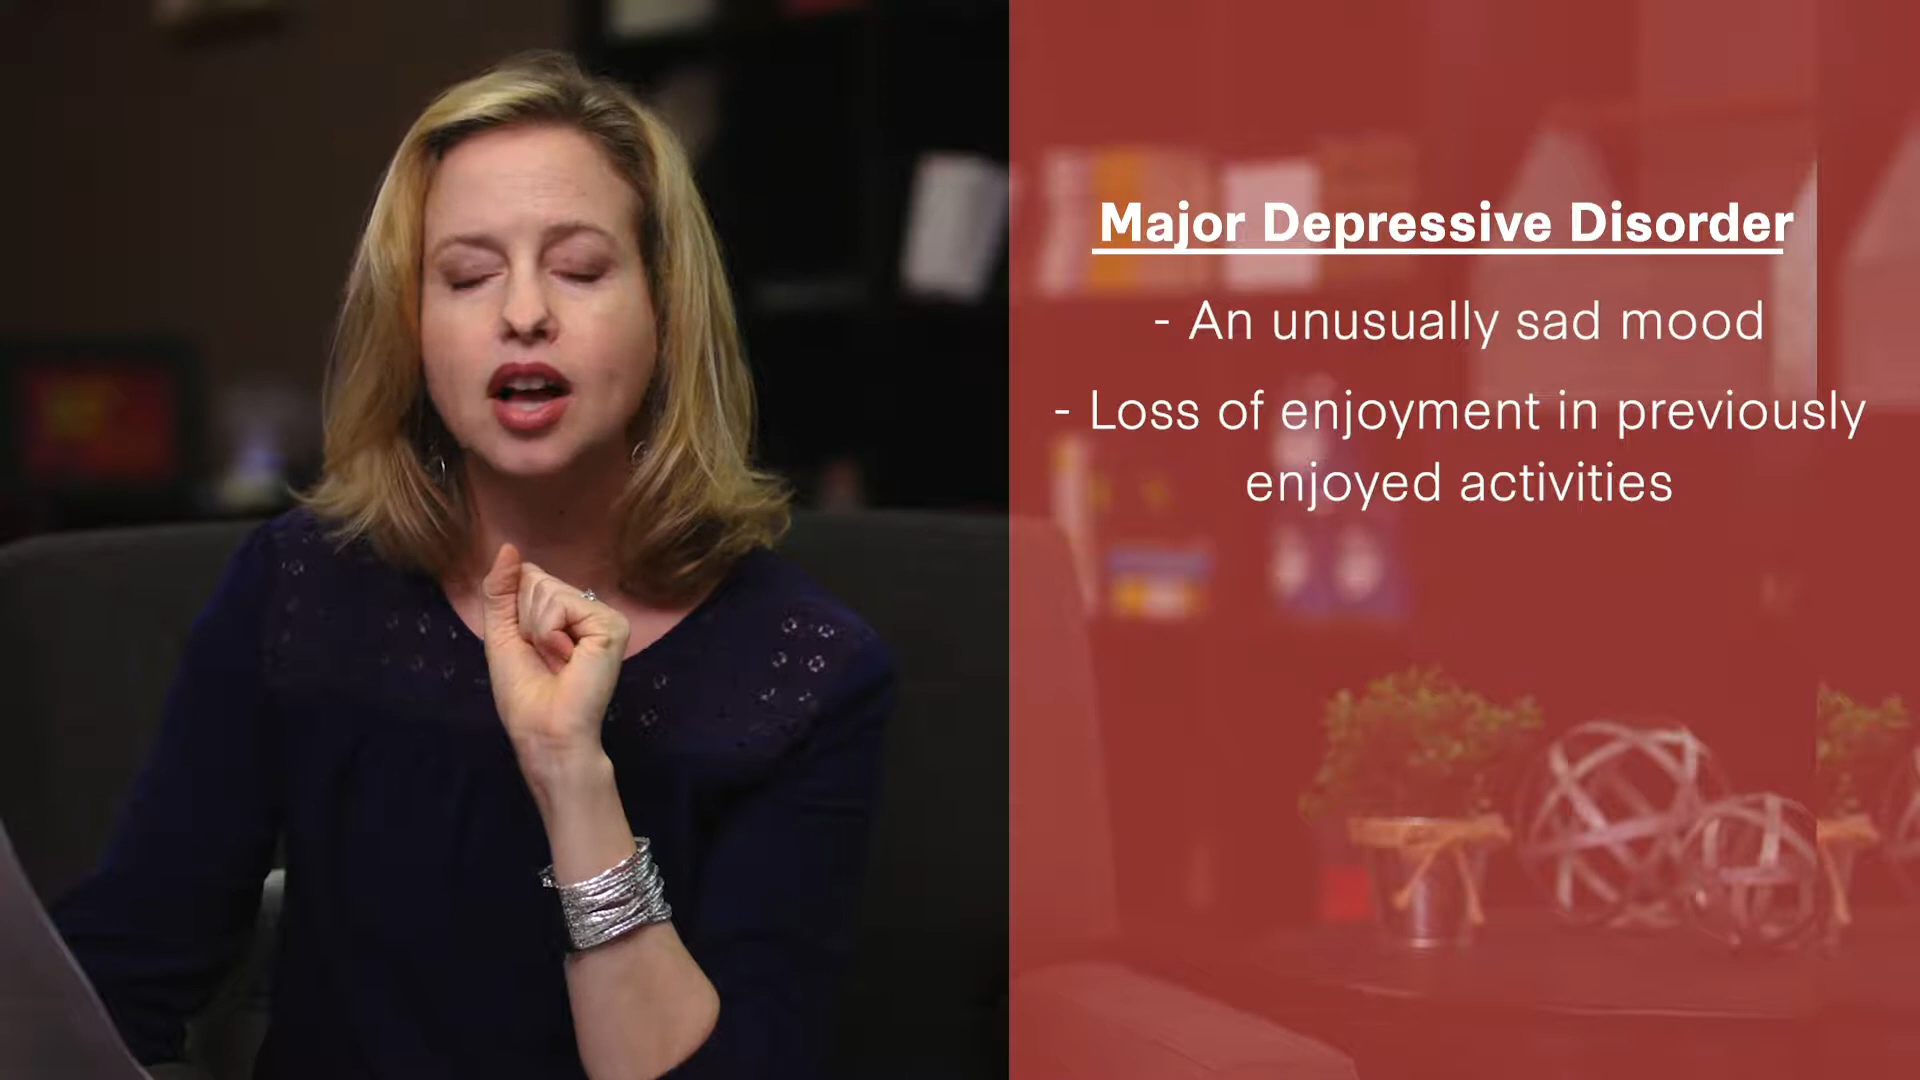 Major Depressive Disorder
- An unusually sad mood
- Loss of enjoyment in previously
enjoyed activities